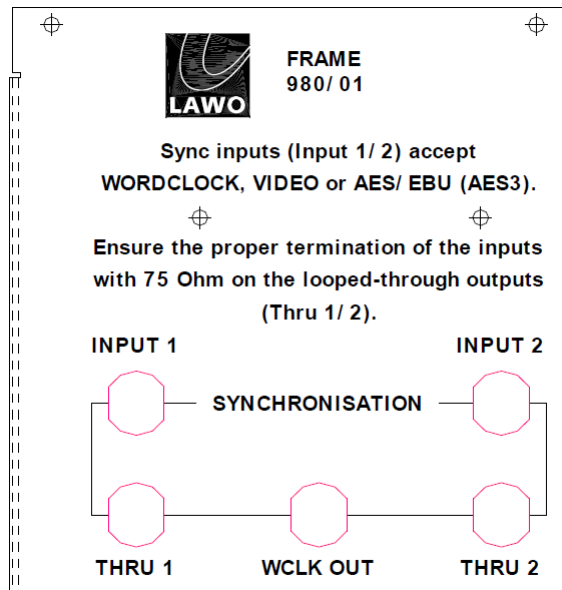 LAWO
FRAME
980/ 01
Sync inputs (Input 1/ 2) accept
WORDCLOCK, VIDEO or AES/ EBU (AES3).
Ensure the proper termination of the inputs
with 75 Ohm on the looped-through outputs
(Thru 1/ 2).
INPUT 1 INPUT 2
SYNCHRONISATION
THRU 1 WCLK OUT THRU 2